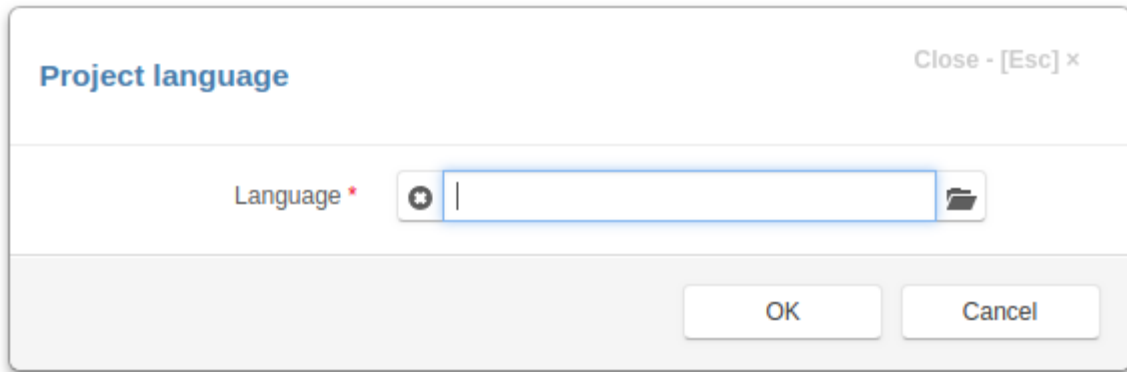 Close - [Esc] ×
Project language
Language *
OK
Cancel